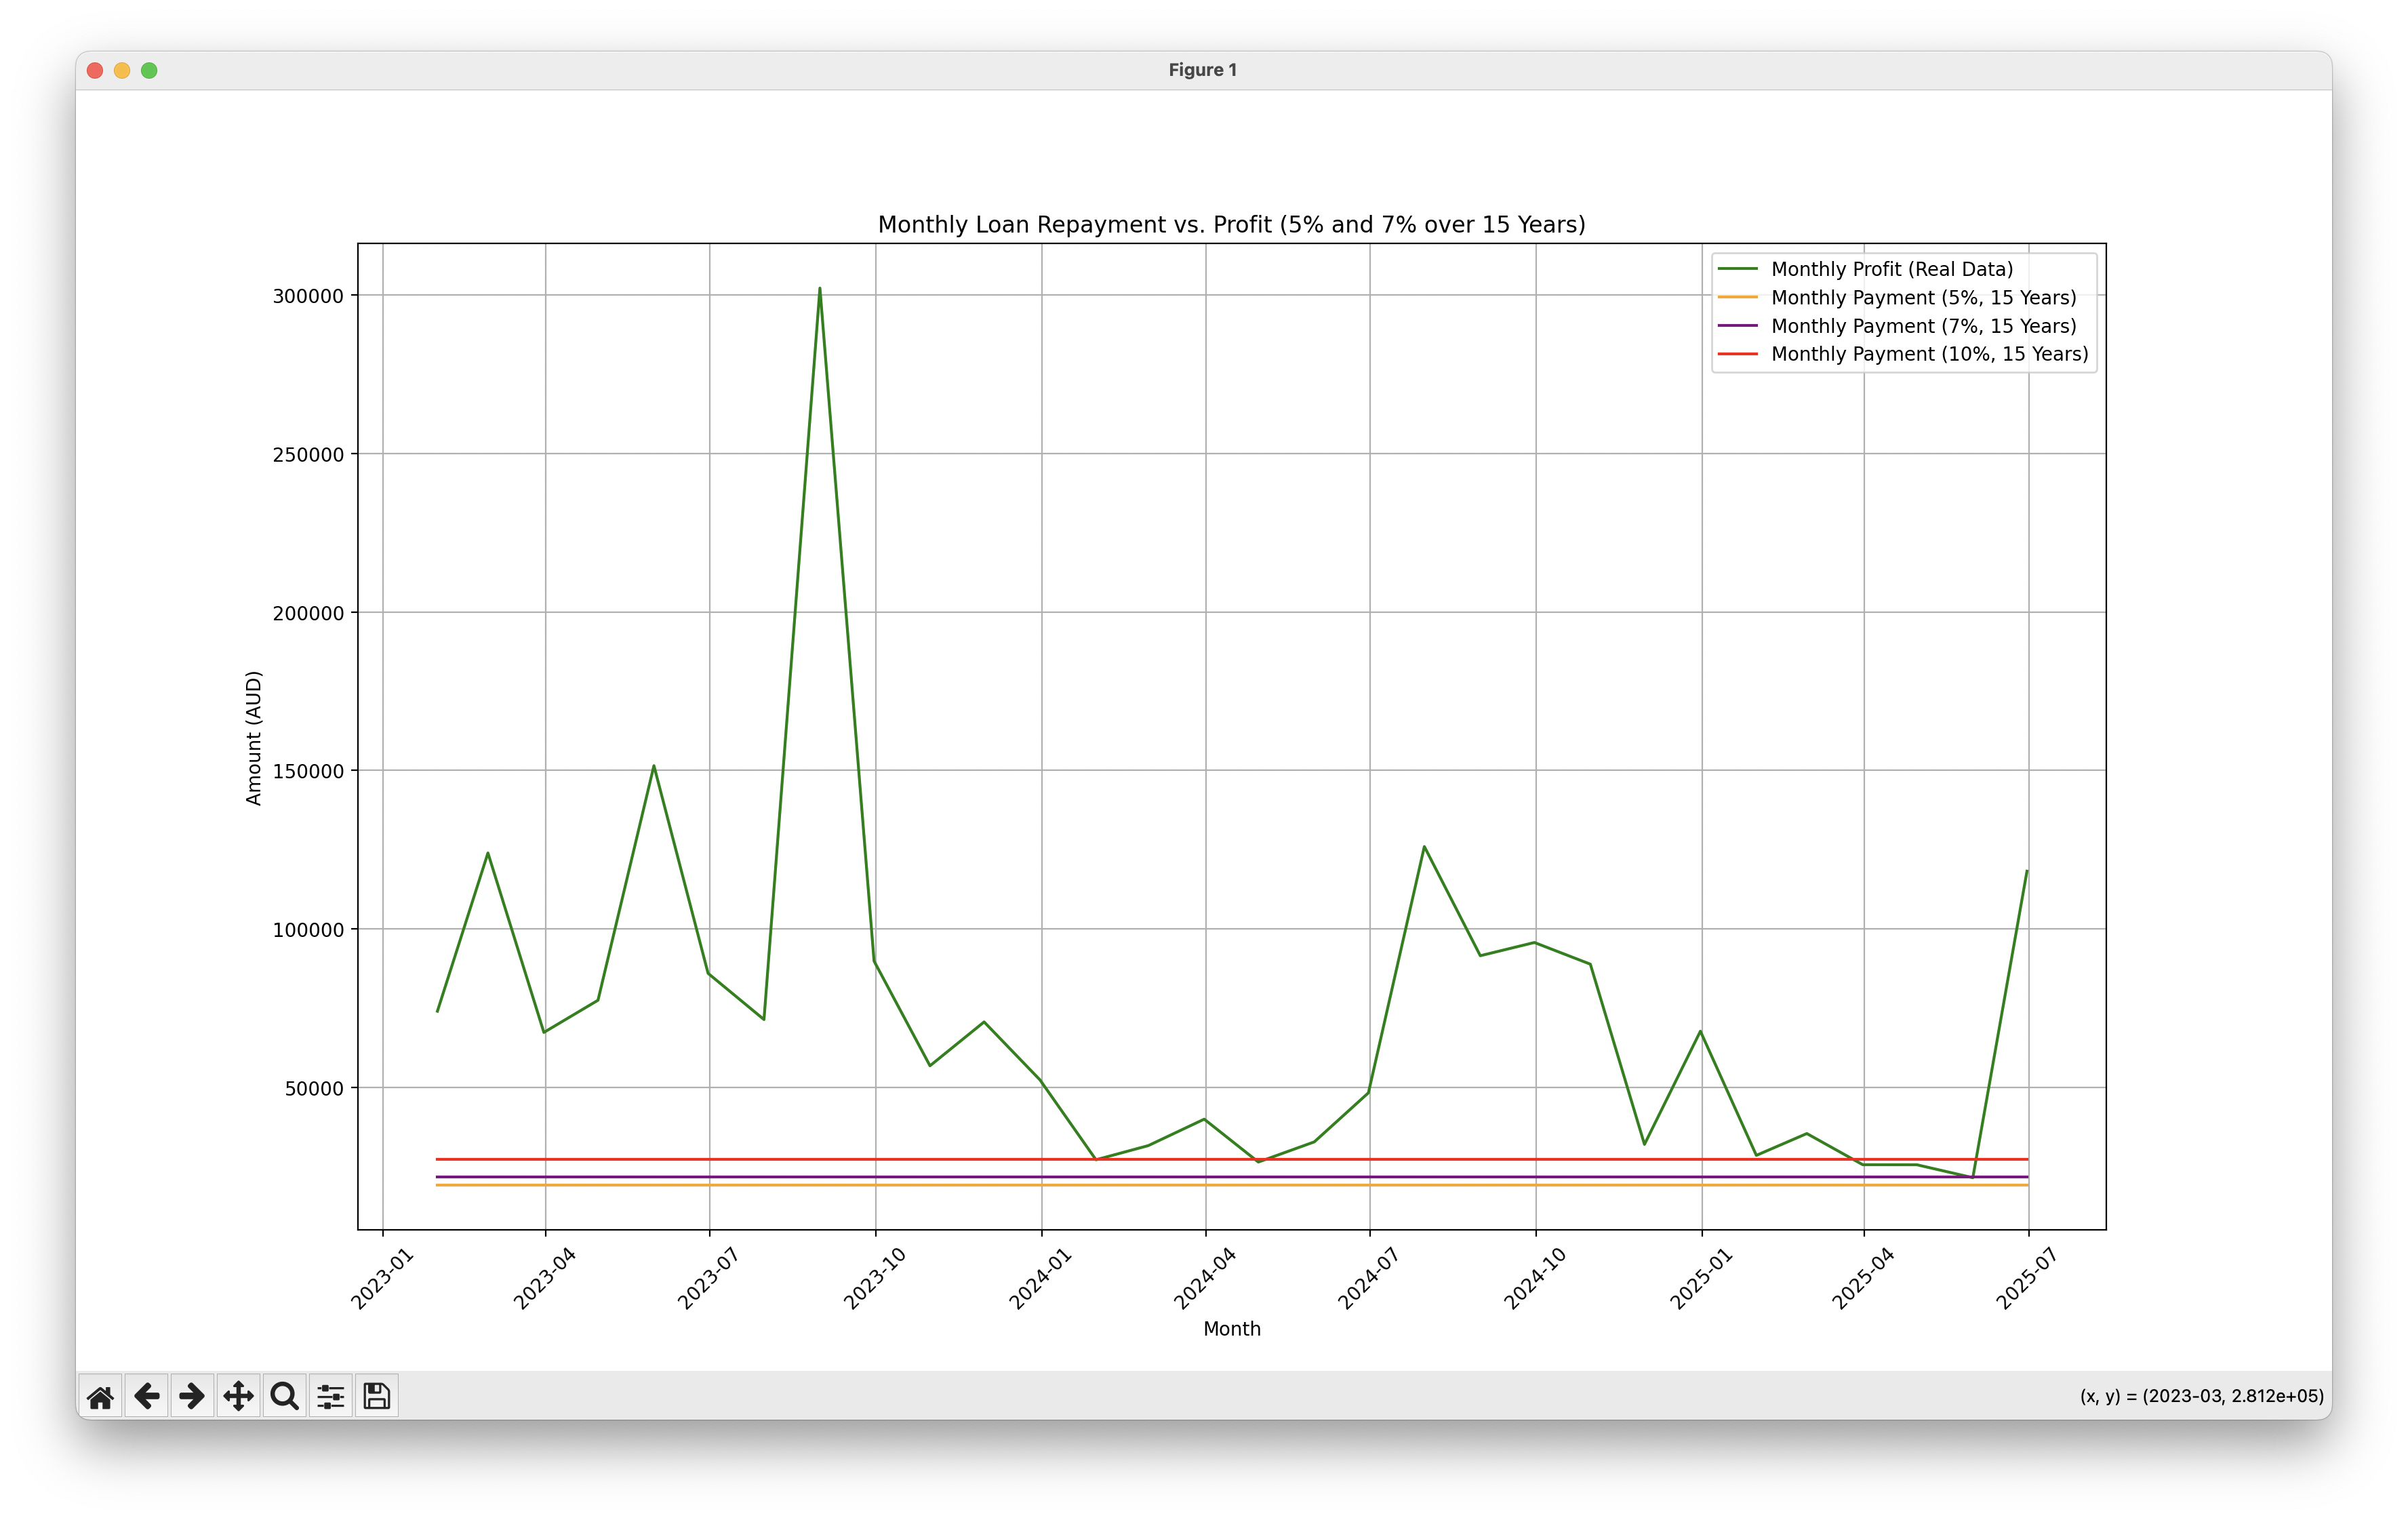 Figure 1
Monthly Loan Repayment vs. Profit (5% and 7% over 15 Years)
Monthly Profit (Real Data)
Monthly Payment (5%, 15 Years)
Monthly Payment (7%, 15 Years)
Monthly Payment (10%, 15 Years)
300000
250000
200000
150000
100000
50000
Amount (AUD)
2023-01
2023-04
2023-07
2023-10
2024-01
2024-04
2024-07
2024-10
2025-01
2025-04
2025-07
Month
(x, y) = (2023-03, 2.812e+05)